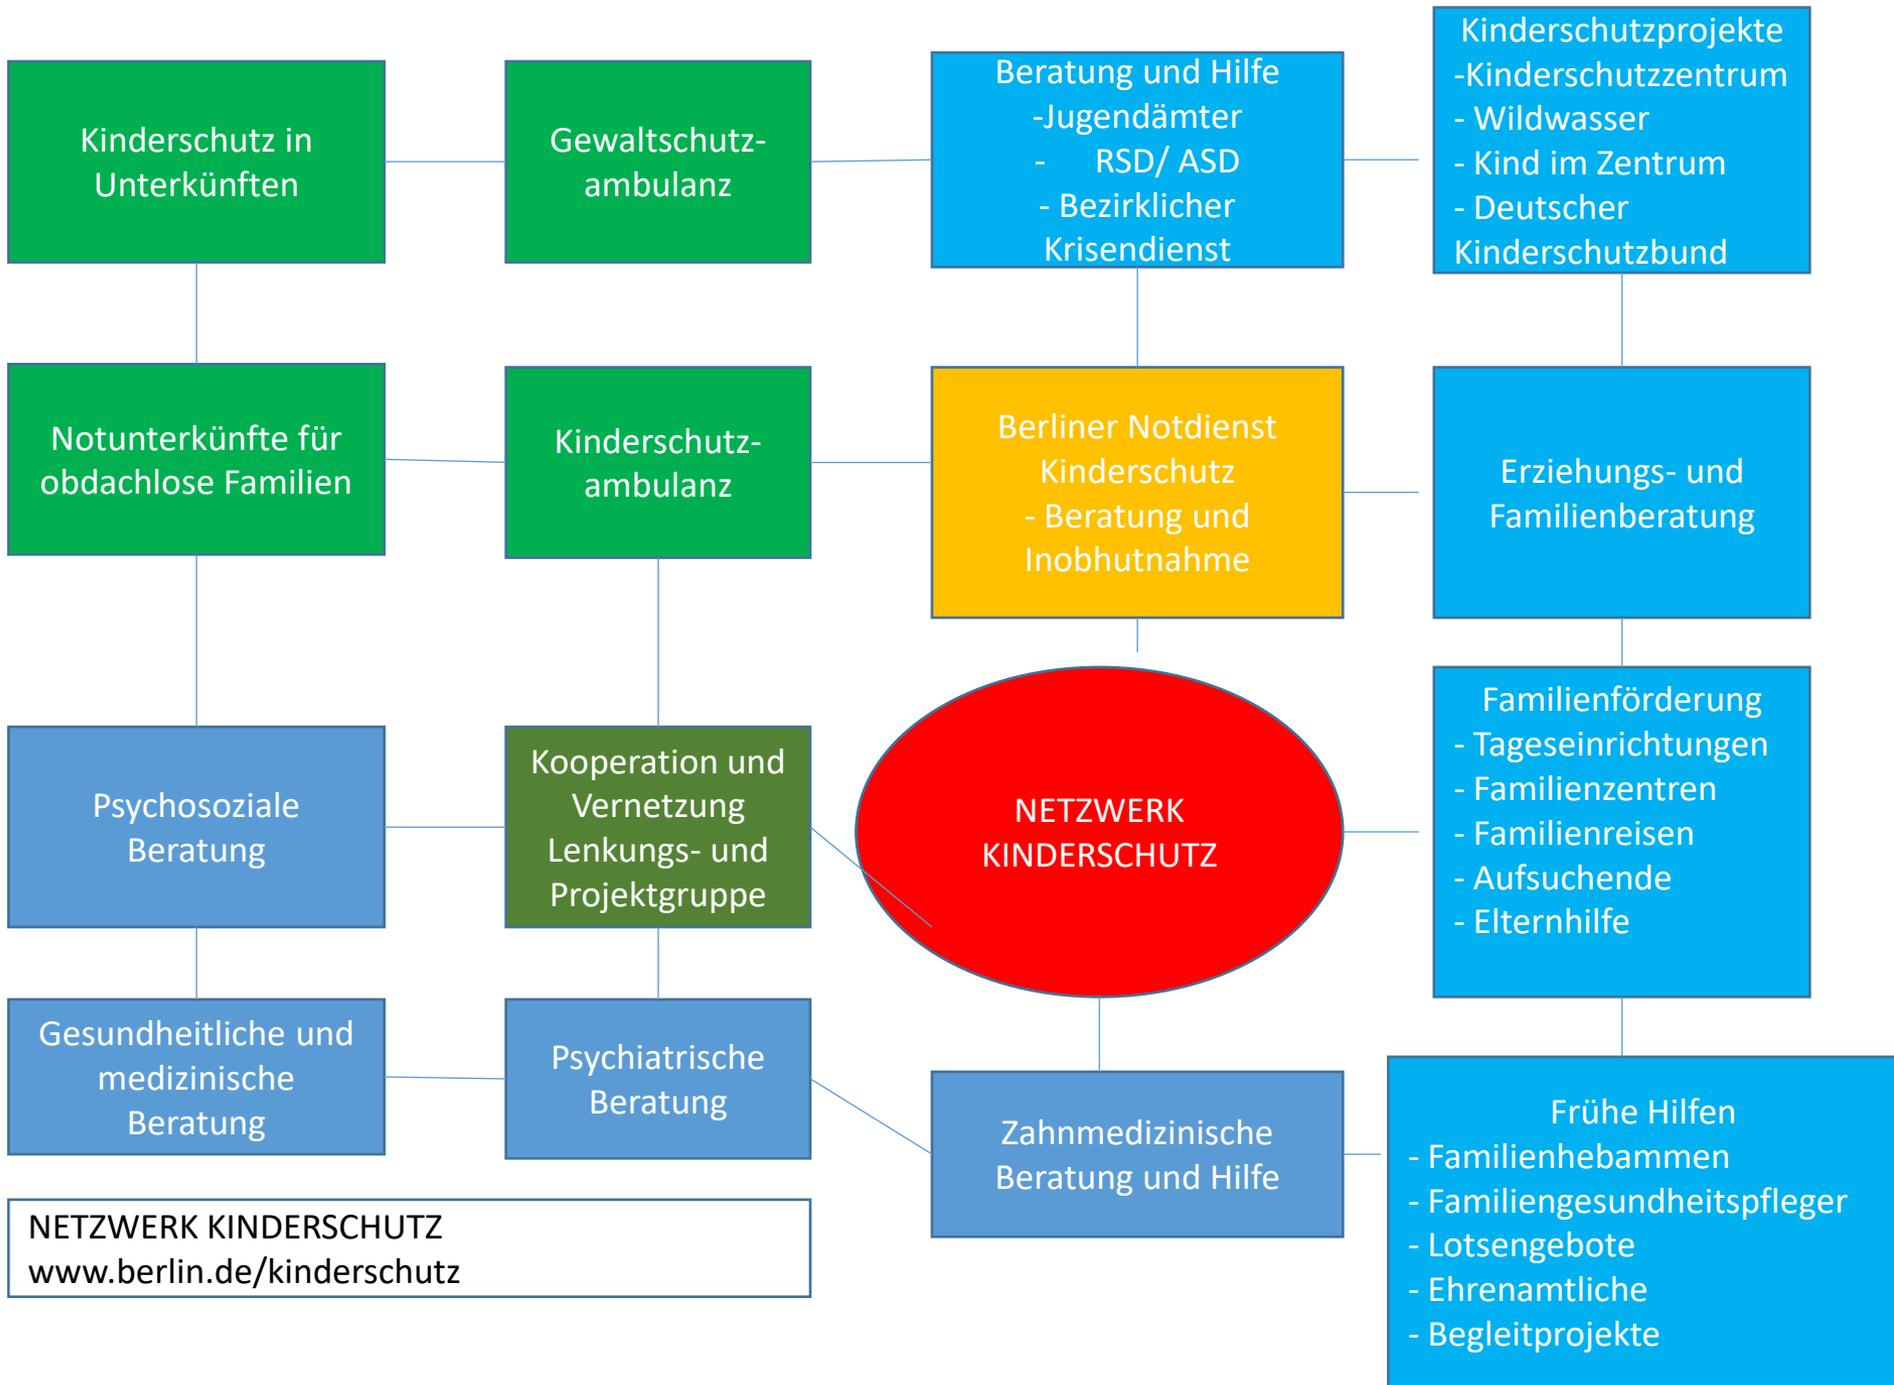 Kinderschutz in
Unterkünften
Gewaltschutz-
ambulanz
Beratung und Hilfe
-Jugendämter
- RSD/ ASD
- Bezirklicher
Krisendienst
Kinderschutzprojekte
-Kinderschutzzentrum
- Wildwasser
- Kind im Zentrum
- Deutscher
Kinderschutzbund
Notunterkünfte für
obdachlose Familien
Kinderschutz-
ambulanz
Berliner Notdienst
Kinderschutz
- Beratung und
Inobhutnahme
Erziehungs- und
Familienberatung
Psychosoziale
Beratung
Kooperation und
Vernetzung
Lenkungs- und
Projektgruppe
NETZWERK
KINDERSCHUTZ
Familienförderung
- Tageseinrichtungen
- Familienzentren
- Familienreisen
- Aufsuchende
- Elternhilfe
Gesundheitliche und
medizinische
Beratung
Psychiatrische
Beratung
Zahnmedizinische
Beratung und Hilfe
Frühe Hilfen
- Familienhebammen
- Familiengesundheitspfleger
- Lotsengebote
- Ehrenamtliche
- Begleitprojekte
NETZWERK KINDERSCHUTZ
www.berlin.de/kinderschutz